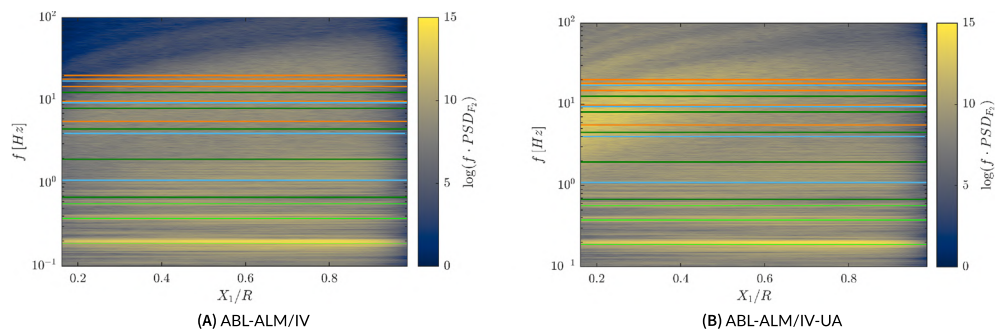 10²
10¹
10⁰
10⁻¹
f [Hz]
0.2 0.4 0.6 0.8
X₁/R
15
10
5
0
log(f · PSD_{F₂})
(A) ABL-ALM/IV
10²
10¹
10⁰
10⁻¹
f [Hz]
0.2 0.4 0.6 0.8
X₁/R
15
10
5
0
log(f · PSD_{F₂})
(B) ABL-ALM/IV-UA